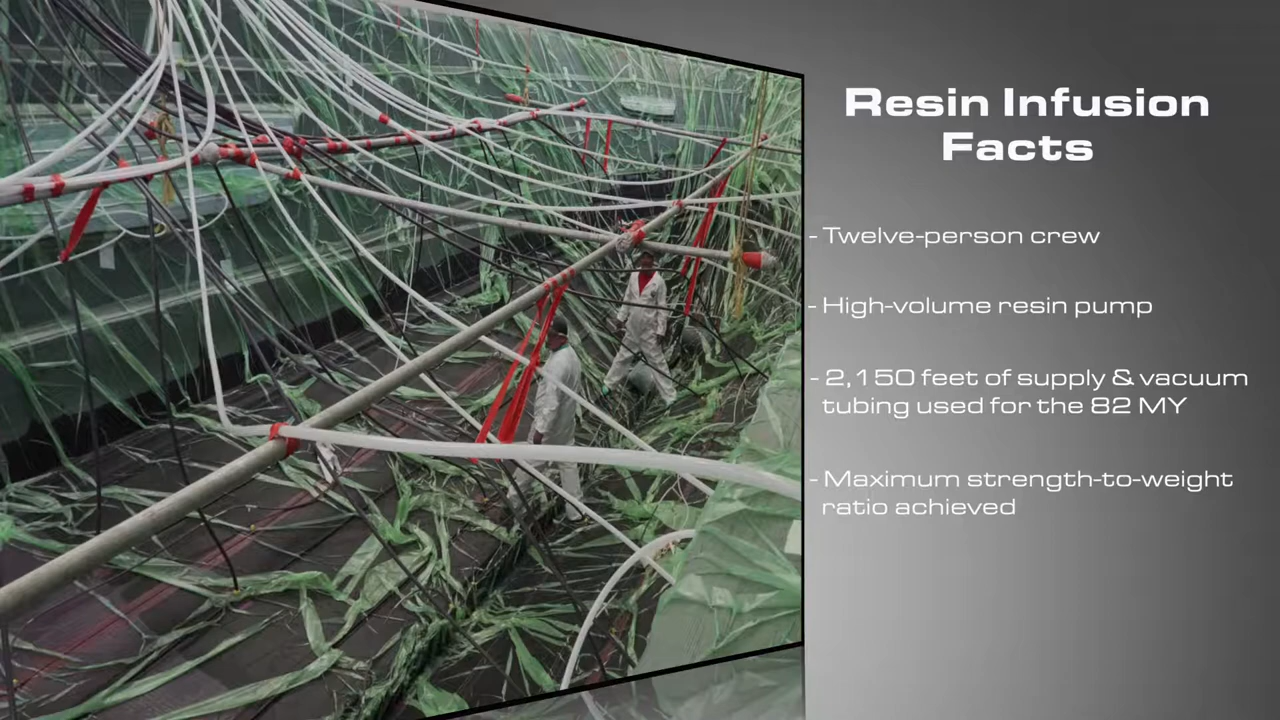 Resin Infusion
Facts
- Twelve-person crew
- High-volume resin pump
- 2,150 feet of supply & vacuum
tubing used for the 82 MY
- Maximum strength-to-weight
ratio achieved